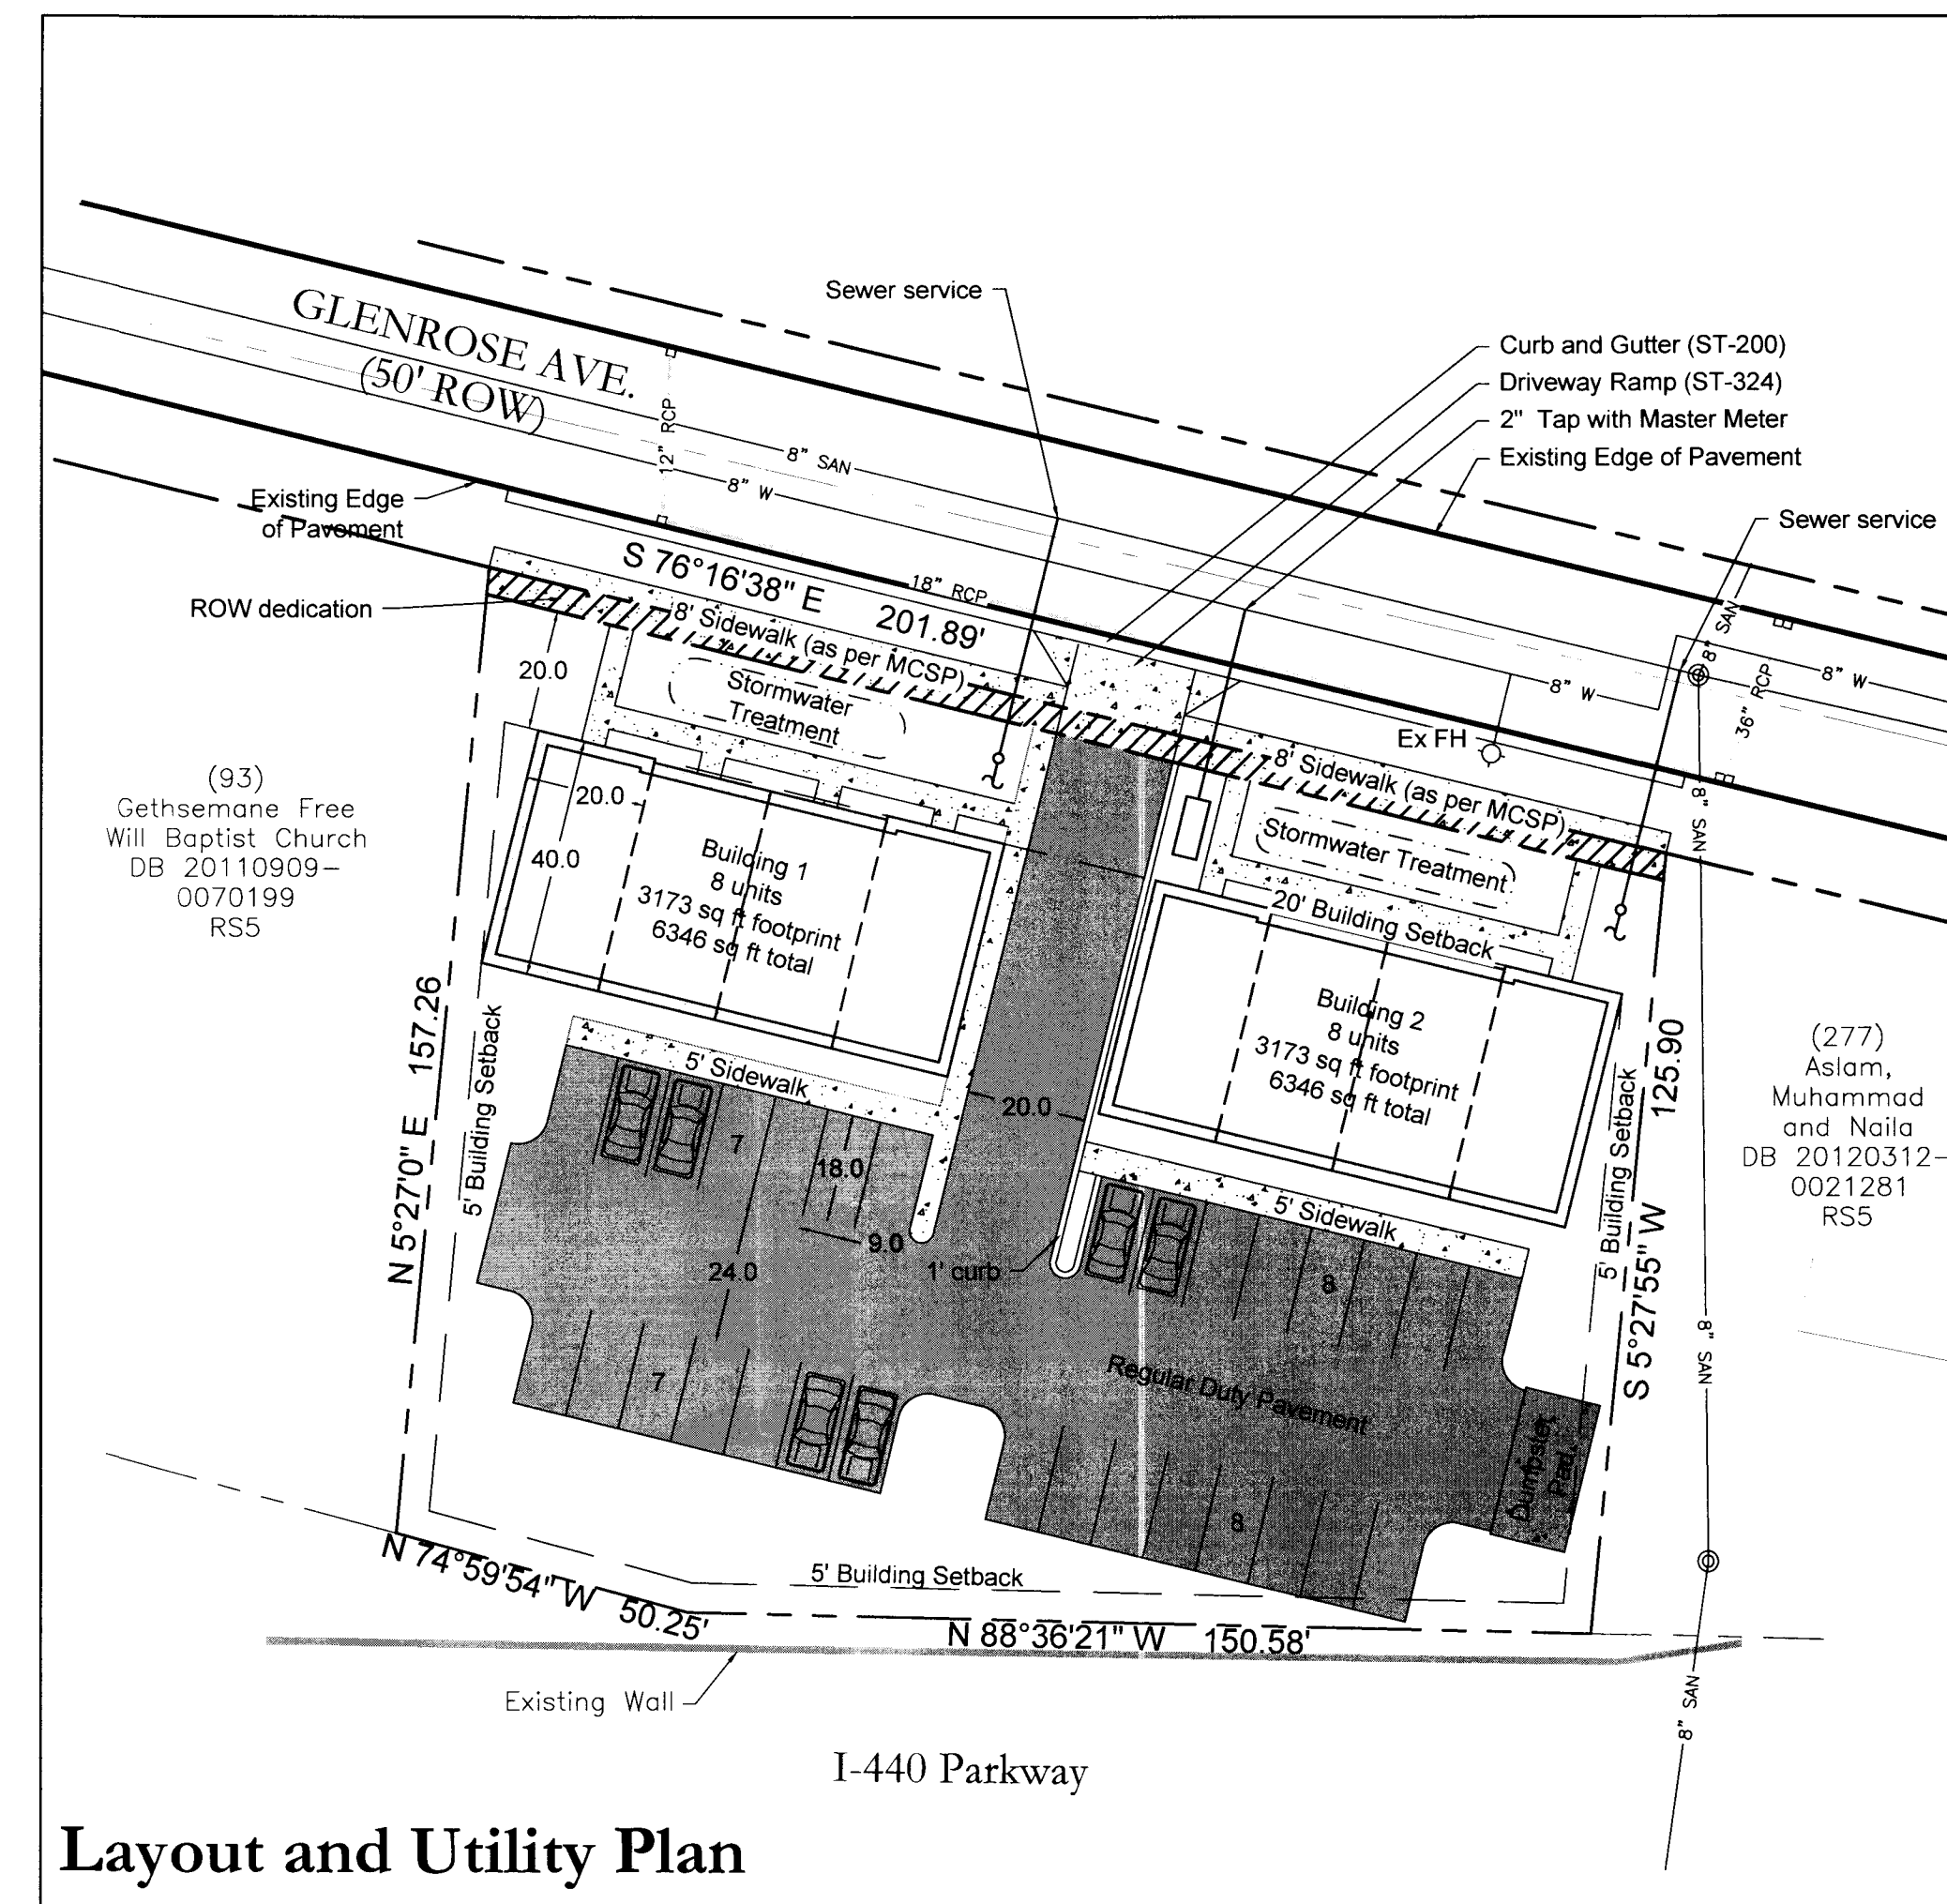 Sewer service
GLENROSE AVE.
(50' ROW)
Curb and Gutter (ST-200)
Driveway Ramp (ST-324)
2" Tap with Master Meter
Existing Edge of Pavement
12" RCP
8" SAN
8" W
Existing Edge
of Pavement
Sewer service
S 76°16'38" E 201.89'
18" RCP
ROW dedication
8' Sidewalk (as per MCSP)
8" SAN
8" W
8" W
36" RCP
20.0
Stormwater
Treatment
Ex FH
8' Sidewalk (as per MCSP)
8" SAN
(93)
Gethsemane Free
Will Baptist Church
DB 20110909-
0070199
RS5
20.0
40.0
Building 1
8 units
3173 sq ft footprint
6346 sq ft total
Stormwater Treatment
20' Building Setback
Building 2
8 units
3173 sq ft footprint
6346 sq ft total
N 5°27'0" E 157.26
5' Building Setback
5' Sidewalk
20.0
(277)
Aslam,
Muhammad
and Naila
DB 20120312-
0021281
RS5
5' Building Setback
S 5°27'55" W 125.90
7
18.0
9.0
24.0
1' curb
5' Sidewalk
8
7
Regular Duty Pavement
8" SAN
Dumpster
Pad
8
N 74°59'54" W 50.25'
5' Building Setback
N 88°36'21" W 150.58'
Existing Wall
8" SAN
I-440 Parkway
Layout and Utility Plan